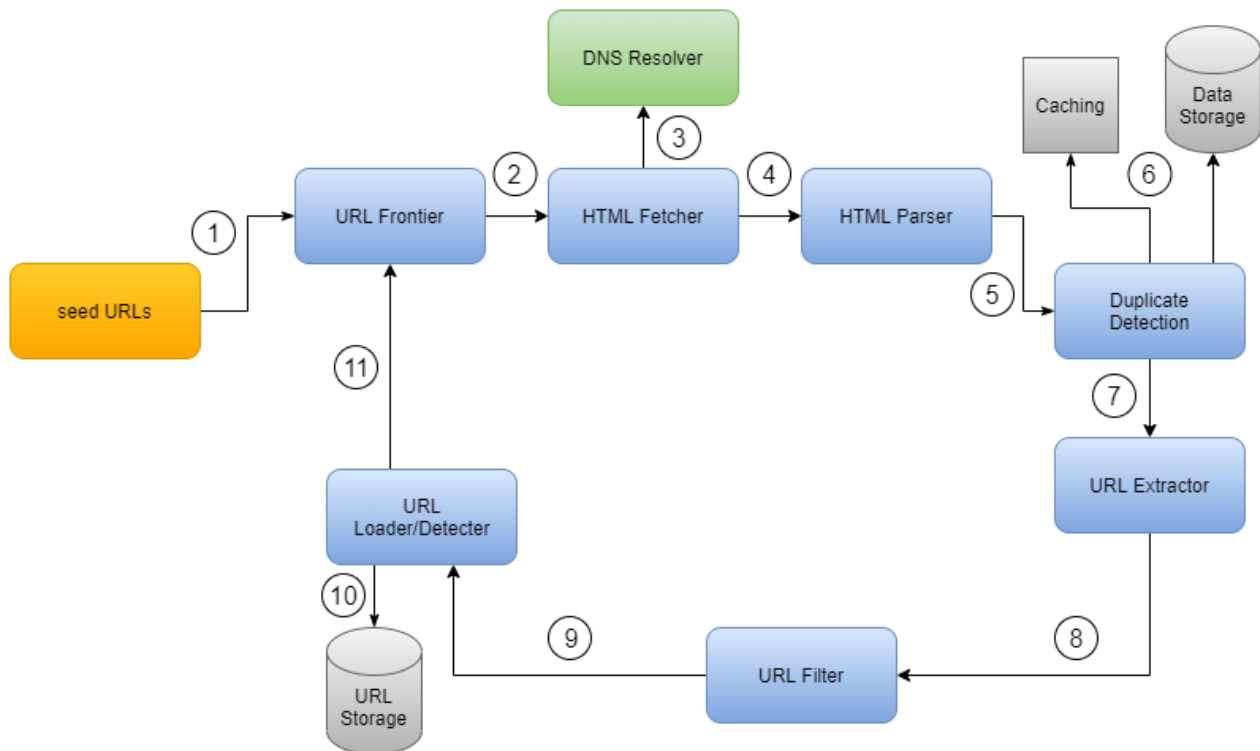 DNS Resolver
Caching
Data
Storage
3
6
2
4
URL Frontier
HTML Fetcher
HTML Parser
1
seed URLs
5
Duplicate
Detection
11
7
URL
Loader/Detecter
URL Extractor
10
9
8
URL Filter
URL
Storage